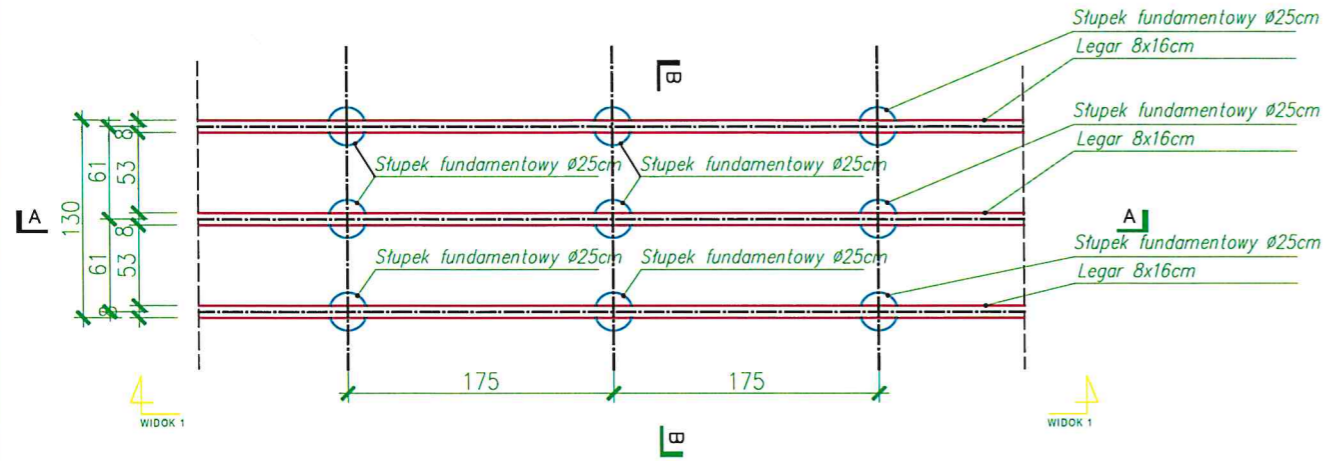 Słupek fundamentowy ø25cm
Legar 8x16cm
B
Słupek fundamentowy ø25cm
Legar 8x16cm
8
61
53
130
8
61
53
8
Słupek fundamentowy ø25cm
Słupek fundamentowy ø25cm
A
A
Słupek fundamentowy ø25cm
Legar 8x16cm
Słupek fundamentowy ø25cm
Słupek fundamentowy ø25cm
175
175
WIDOK 1
WIDOK 1
B